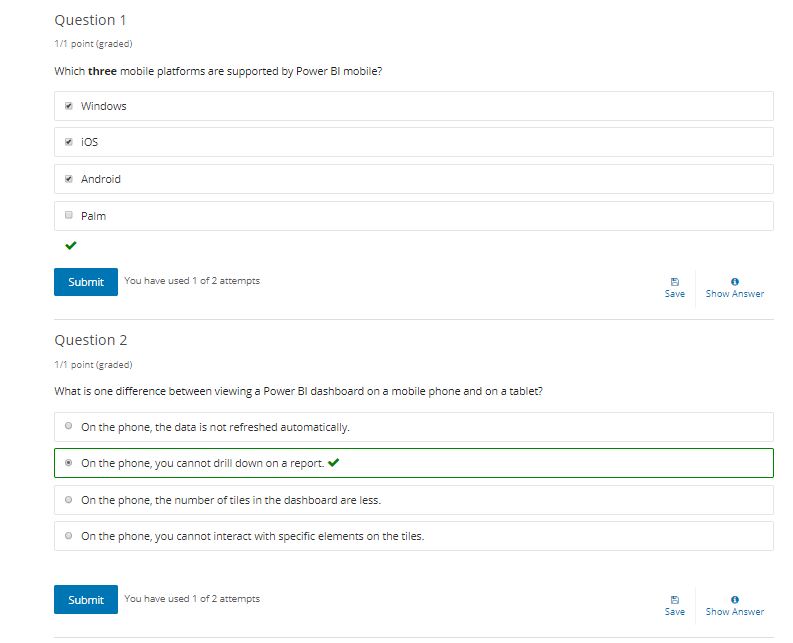 Question 1
1/1 point (graded)
Which three mobile platforms are supported by Power BI mobile?
Windows
iOS
Android
Palm
Submit You have used 1 of 2 attempts
Save Show Answer
Question 2
1/1 point (graded)
What is one difference between viewing a Power BI dashboard on a mobile phone and on a tablet?
On the phone, the data is not refreshed automatically.
On the phone, you cannot drill down on a report.
On the phone, the number of tiles in the dashboard are less.
On the phone, you cannot interact with specific elements on the tiles.
Submit You have used 1 of 2 attempts
Save Show Answer